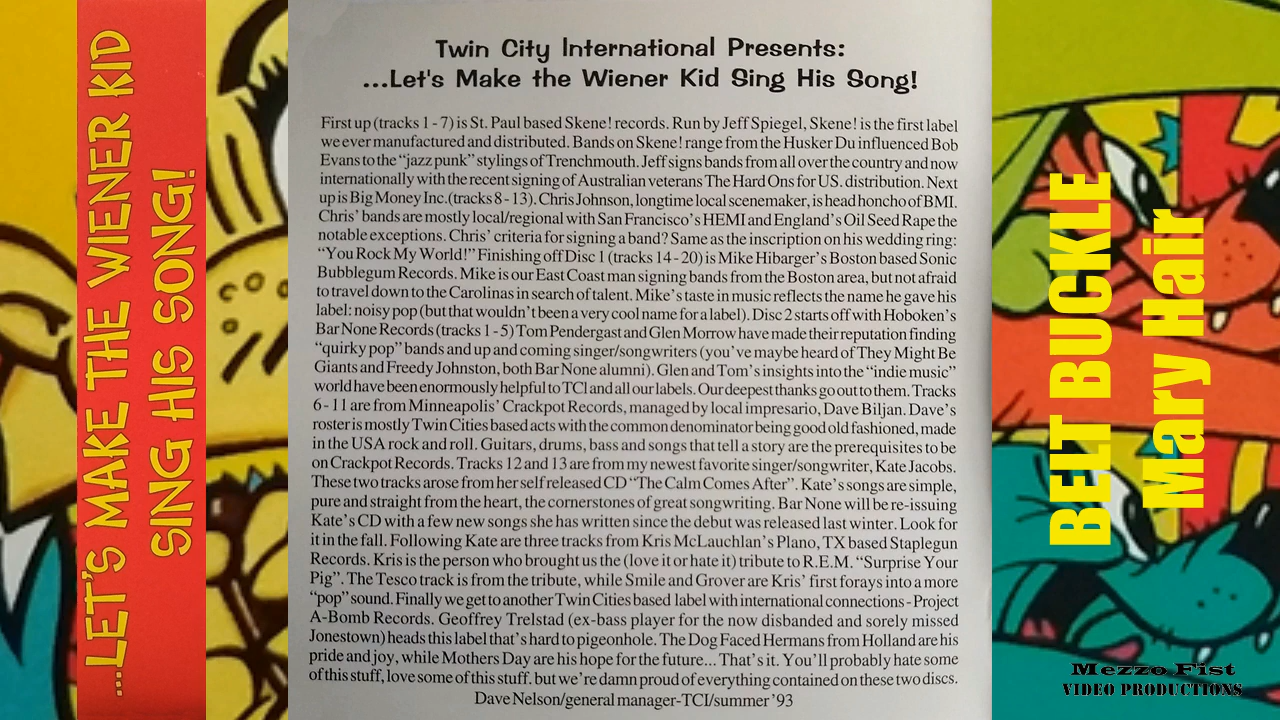 ...LET'S MAKE THE WIENER KID
SING HIS SONG!
Twin City International Presents:
...Let's Make the Wiener Kid Sing His Song!
First up (tracks 1 - 7) is St. Paul based Skene! records. Run by Jeff Spiegel, Skene! is the first label
we ever manufactured and distributed. Bands on Skene! range from the Husker Du influenced Bob
Evans to the “jazz punk” stylings of Trenchmouth. Jeff signs bands from all over the country and now
internationally with the recent signing of Australian veterans The Hard Ons for US. distribution. Next
up is Big Money Inc.(tracks 8 - 13). Chris Johnson, longtime local scenemaker, is head honcho of BMI.
Chris’ bands are mostly local/regional with San Francisco’s HEMI and England’s Oil Seed Rape the
notable exceptions. Chris’ criteria for signing a band? Same as the inscription on his wedding ring:
“You Rock My World!” Finishing off Disc 1 (tracks 14 - 20) is Mike Hibarger’s Boston based Sonic
Bubblegum Records. Mike is our East Coast man signing bands from the Boston area, but not afraid
to travel down to the Carolinas in search of talent. Mike’s taste in music reflects the name he gave his
label: noisy pop (but that wouldn’t been a very cool name for a label). Disc 2 starts off with Hoboken’s
Bar None Records (tracks 1 - 5) Tom Pendergast and Glen Morrow have made their reputation finding
“quirky pop” bands and up and coming singer/songwriters (you’ve maybe heard of They Might Be
Giants and Freedy Johnston, both Bar None alumni). Glen and Tom’s insights into the “indie music”
world have been enormously helpful to TCI and all our labels. Our deepest thanks go out to them. Tracks
6 - 11 are from Minneapolis’ Crackpot Records, managed by local impresario, Dave Biljan. Dave’s
roster is mostly Twin Cities based acts with the common denominator being good old fashioned, made
in the USA rock and roll. Guitars, drums, bass and songs that tell a story are the prerequisites to be
on Crackpot Records. Tracks 12 and 13 are from my newest favorite singer/songwriter, Kate Jacobs.
These two tracks arose from her self released CD “The Calm Comes After”. Kate’s songs are simple,
pure and straight from the heart, the cornerstones of great songwriting. Bar None will be re-issuing
Kate’s CD with a few new songs she has written since the debut was released last winter. Look for
it in the fall. Following Kate are three tracks from Kris McLauchlan’s Plano, TX based Staplegun
Records. Kris is the person who brought us the (love it or hate it) tribute to R.E.M. “Surprise Your
Pig”. The Tesco track is from the tribute, while Smile and Grover are Kris’ first forays into a more
“pop” sound. Finally we get to another Twin Cities based label with international connections - Project
A-Bomb Records. Geoffrey Trelstad (ex-bass player for the now disbanded and sorely missed
Jonestown) heads this label that’s hard to pigeonhole. The Dog Faced Hermans from Holland are his
pride and joy, while Mothers Day are his hope for the future... That’s it. You’ll probably hate some
of this stuff, love some of this stuff. but we’re damn proud of everything contained on these two discs.
Dave Nelson/general manager-TCI/summer ’93
BELT BUCKLE
Mary Hair
Mezzo Fist
VIDEO PRODUCTIONS